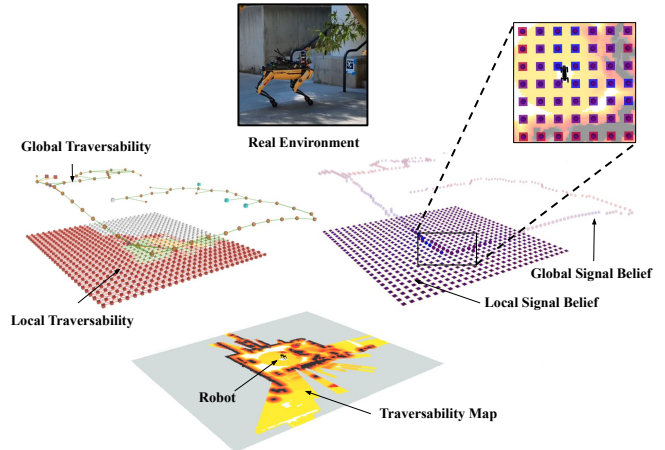 Real Environment
Global Traversability
Global Signal Belief
Local Signal Belief
Local Traversability
Robot
Traversability Map